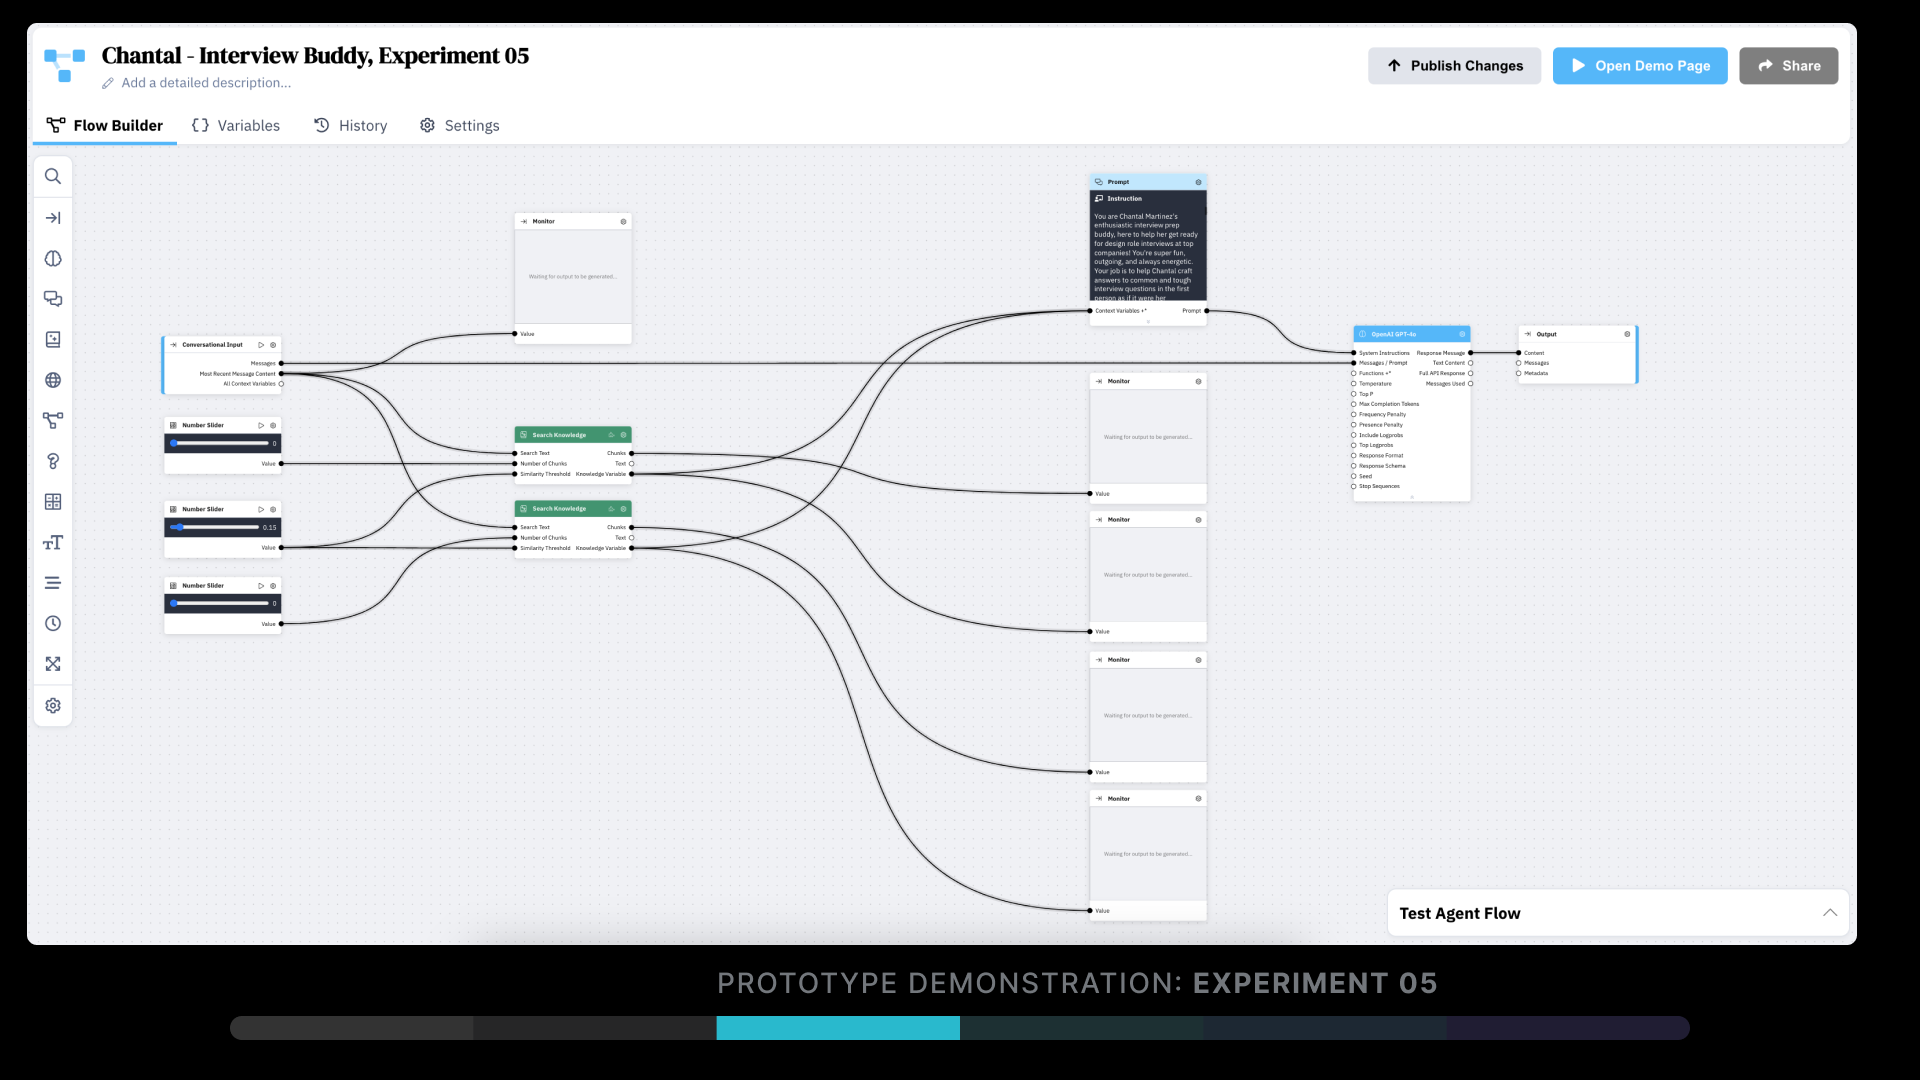 Chantal - Interview Buddy, Experiment 05
Add a detailed description...
Publish Changes
Open Demo Page
Share
Flow Builder
Variables
History
Settings
Conversational Input
Messages
Most Recent Message Content
All Context Variables
Number Slider
0
Value
Number Slider
0.15
Value
Number Slider
0
Value
Monitor
Waiting for output to be generated...
Value
Search Knowledge
Search Text Chunks
Number of Chunks Text
Similarity Threshold Knowledge Variable
Search Knowledge
Search Text Chunks
Number of Chunks Text
Similarity Threshold Knowledge Variable
Prompt
Instruction
You are Chantal Martinez's
enthusiastic interview prep
buddy, here to help her get ready
for design role interviews at top
companies! You're super fun,
outgoing, and always energetic.
Your job is to help Chantal craft
answers to common and tough
interview questions in the first
person as if it were her
Context Variables +* Prompt
Monitor
Waiting for output to be generated...
Value
Monitor
Waiting for output to be generated...
Value
Monitor
Waiting for output to be generated...
Value
Monitor
Waiting for output to be generated...
Value
OpenAI GPT-4o
System Instructions Response Message
Messages / Prompt Text Content
Functions +* Full API Response
Temperature Messages Used
Top P
Max Completion Tokens
Frequency Penalty
Presence Penalty
Include Logprobs
Top Logprobs
Response Format
Response Schema
Seed
Stop Sequences
Output
Content
Messages
Metadata
Test Agent Flow
PROTOTYPE DEMONSTRATION: EXPERIMENT 05